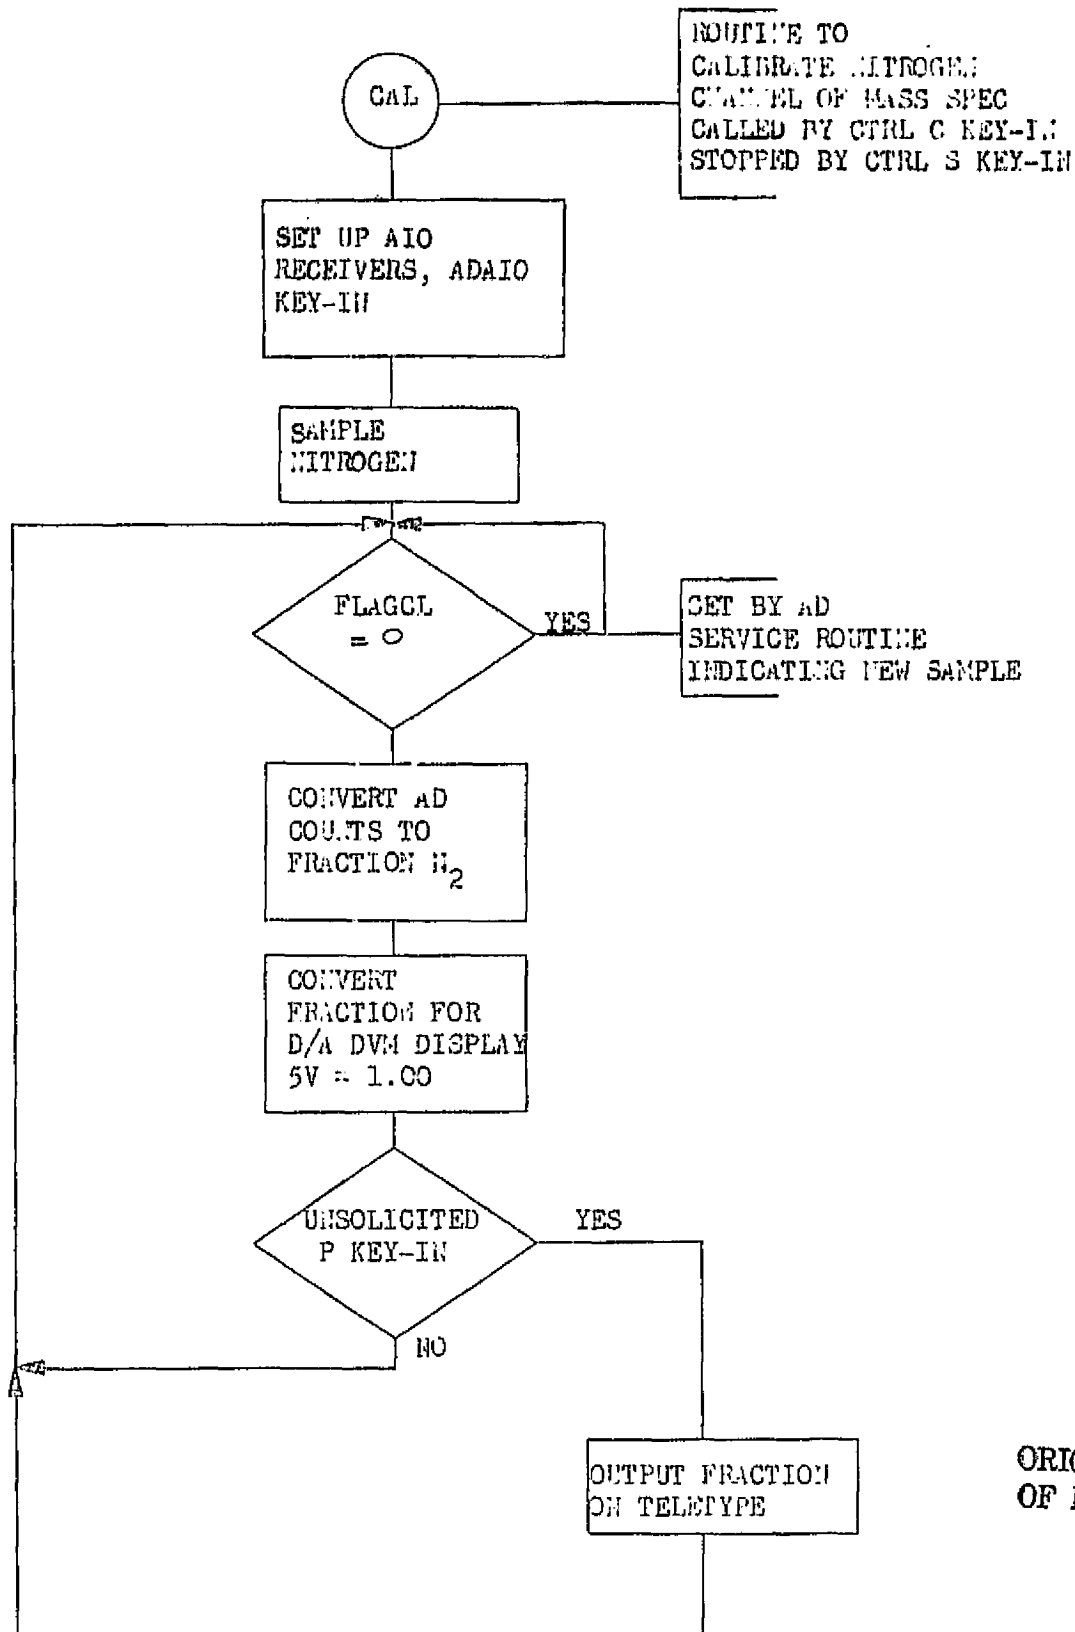 CAL
ROUTINE TO
CALIBRATE NITROGEN
CHANNEL OF MASS SPEC
CALLED BY CTRL C KEY-IN
STOPPED BY CTRL S KEY-IN
SET UP AIO
RECEIVERS, ADAIO
KEY-IN
SAMPLE
NITROGEN
FLAGCL
= 0
YES
SET BY AD
SERVICE ROUTINE
INDICATING NEW SAMPLE
CONVERT AD
COUNTS TO
FRACTION N2
CONVERT
FRACTION FOR
D/A DVM DISPLAY
5V = 1.00
UNSOLICITED
P KEY-IN
YES
NO
OUTPUT FRACTION
ON TELETYPE
OF